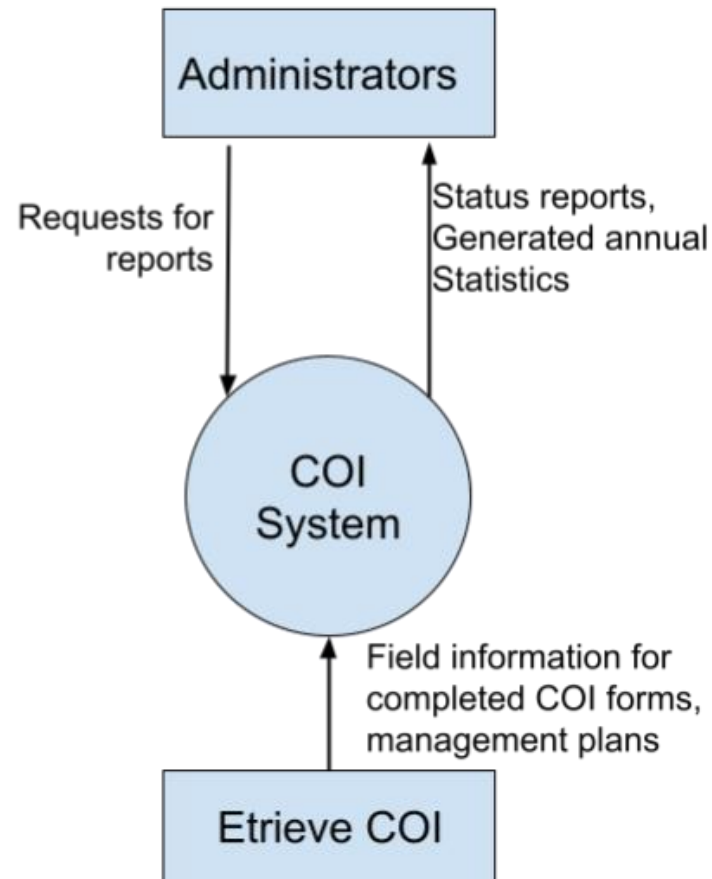 Administrators
Requests for
reports
Status reports,
Generated annual
Statistics
COI
System
Field information for
completed COI forms,
management plans
Etrieve COI